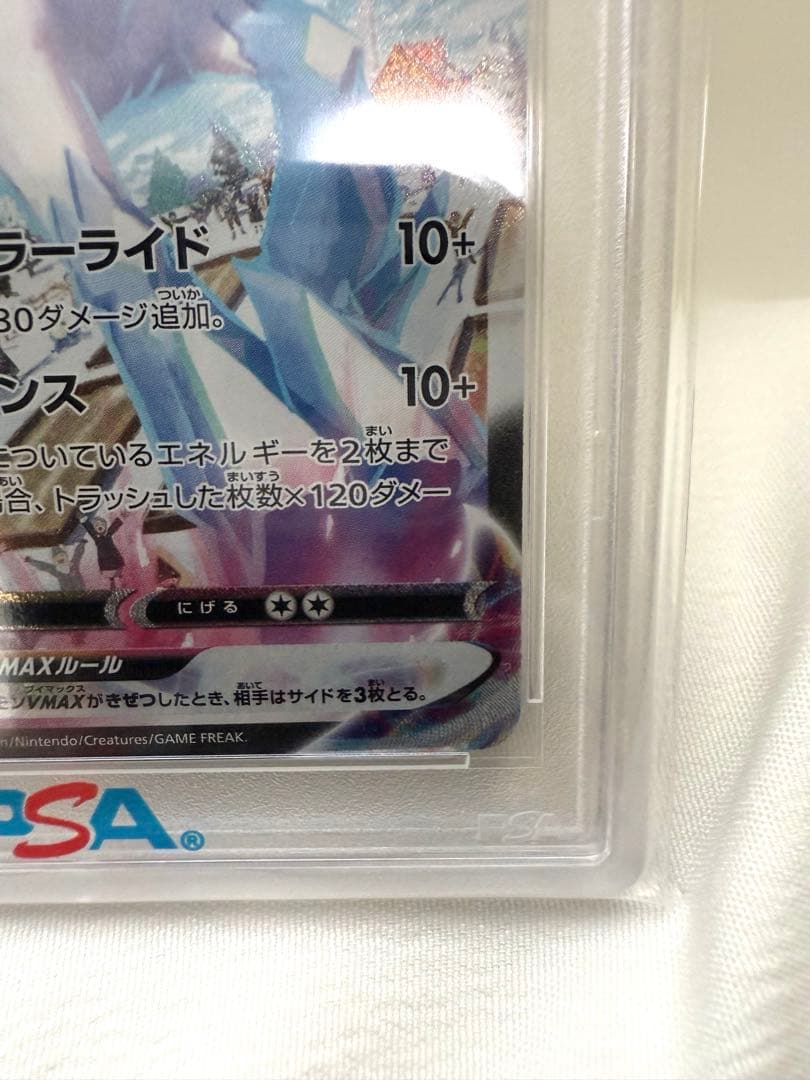 ラーライド 10+
ついか
30ダメージ追加。
ンス 10+
まい
についているエネルギーを2枚まで
あい まいすう
場合、トラッシュした枚数×120ダメー
にげる
MAXルール
ブイマックス あいて まい
モンVMAXがきぜつしたとき、相手はサイドを3枚とる。
n/Nintendo/Creatures/GAME FREAK.
PSA®
PSA